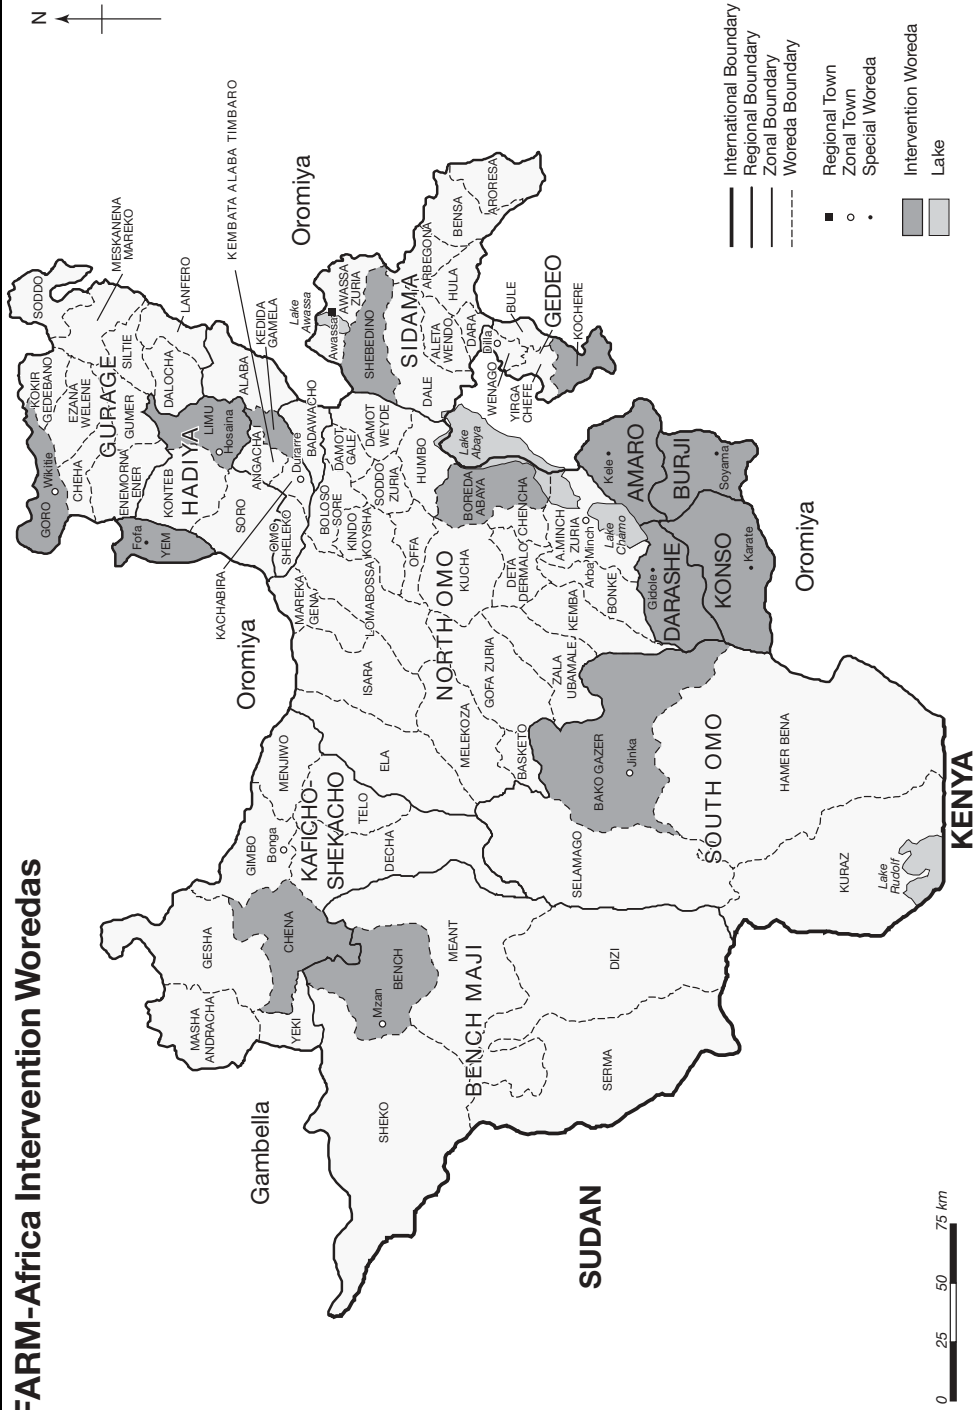 FARM-Africa Intervention Woredas
N
Gambella
Oromiya
Oromiya
Oromiya
SUDAN
KENYA
MASHA
ANDRACHA
GESHA
YEKI
CHENA
SHEKO
Mzan
BENCH
MEANT
BENCH MAJI
SERMA
DIZI
GIMBO
Bonga
MENJIWO
KAFICHO-
SHEKACHO
TELO
DECHA
ELA
ISARA
MAREKA
GENA
LOMABOSSA
KINDO
KOYSHA
BOLOSO
SORE
DAMOT
GALE
DAMOT
WEYDE
SODDO
ZURIA
OFFA
HUMBO
NORTH OMO
KUCHA
BOREDA
ABAYA
CHENCHA
DETA
DERMALO
A.MINCH
ZURIA
Arba Minch
BONKE
KEMBA
ZALA
UBAMALE
GOFA ZURIA
MELEKOZA
BASKETO
SOUTH OMO
SELAMAGO
BAKO GAZER
Jinka
HAMER BENA
KURAZ
Lake
Rudolf
Lake
Chamo
Lake
Abaya
Gidole
DARASHE
KONSO
Karate
Kele
AMARO
BURJI
Soyama
GORO
Wikitie
KOKIR
GEDEBANO
SODDO
MESKANENA
MAREKO
EZANA
WELENE
CHEHA
GURAGE
SILTIE
GUMER
ENEMORNA
ENER
LANFERO
DALOCHA
Fofa
YEM
KONTEB
HADIYA
LIMU
Hosaina
SORO
ANGACHA
ALABA
KEDIDA
GAMELA
KEMBATA ALABA TIMBARO
KACHABIRA
OMO
SHELEKO
Durarre
BADAWACHO
Lake
Awassa
Awassa
AWASSA
ZURIA
SHEBEDINO
SIDAMA
ARBEGONA
BENSA
ARORESA
HULA
ALETA
WENDO
DARA
DALE
Dilla
WENAGO
BULE
YIRGA
CHEFE
GEDEO
KOCHERE
International Boundary
Regional Boundary
Zonal Boundary
Woreda Boundary
Regional Town
Zonal Town
Special Woreda
Intervention Woreda
Lake
0 25 50 75 km